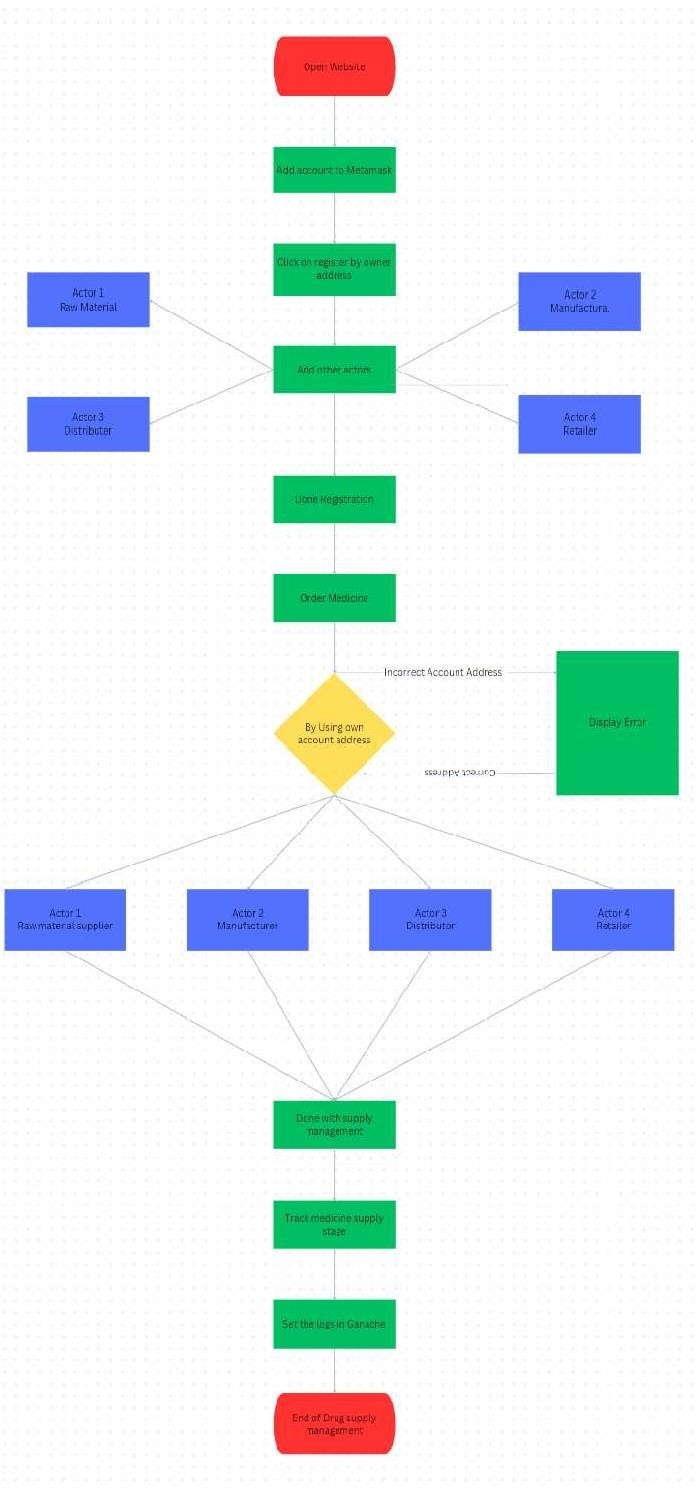 Open Website
Add account to Metamask
Click on register by owner
address
Actor 1
Raw Material
Actor 2
Manufactura.
Add other actors
Actor 3
Distributer
Actor 4
Retailer
Done Registration
Order Medicine
Incorrect Account Address
Display Error
By Using own
account address
Correct Address
Actor 1
Raw material supplier
Actor 2
Manufacturer
Actor 3
Distributor
Actor 4
Retailer
Done with supply
management
Track medicine supply
stage
Set the logs in Ganache
End of Drug supply
management